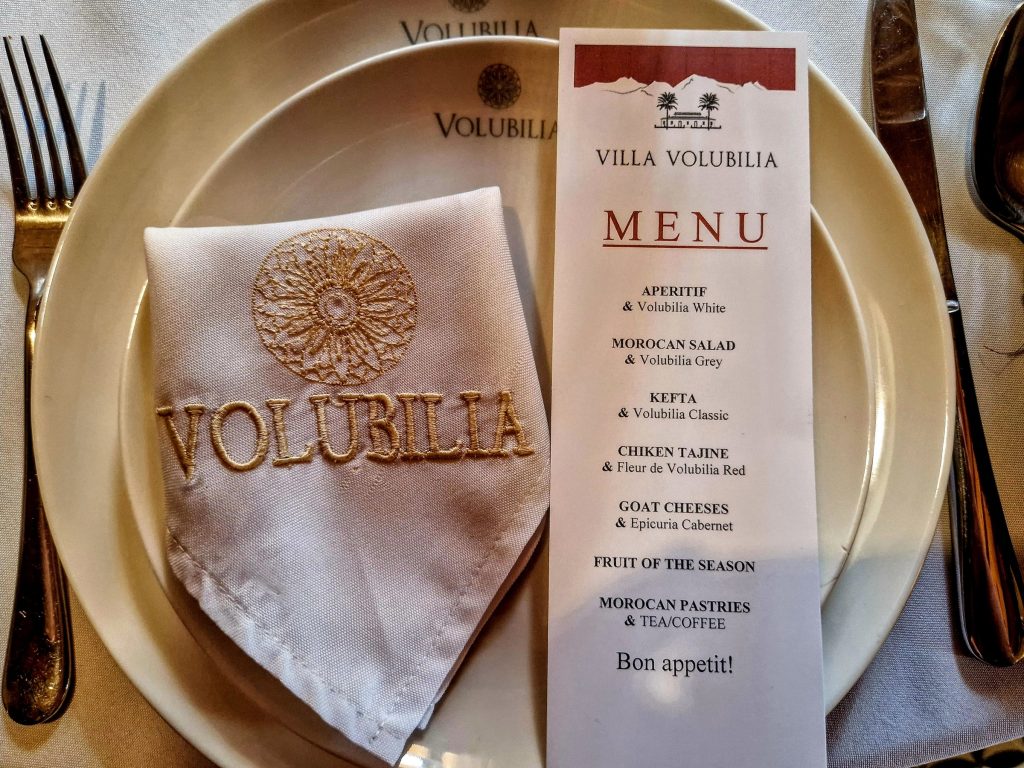 VOLUBILIA
VOLUBILIA
VOLUBILIA
VILLA VOLUBILIA
MENU
APERITIF
& Volubilia White
MOROCAN SALAD
& Volubilia Grey
KEFTA
& Volubilia Classic
CHIKEN TAJINE
& Fleur de Volubilia Red
GOAT CHEESES
& Epicuria Cabernet
FRUIT OF THE SEASON
MOROCAN PASTRIES
& TEA/COFFEE
Bon appetit!